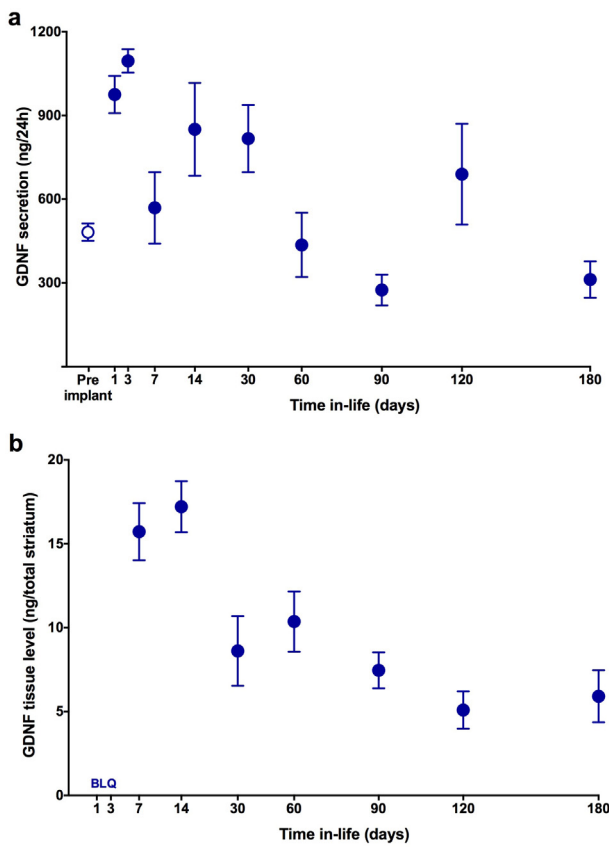 a
GDNF secretion (ng/24h)
1200
900
600
300
Pre
implant
1 3 7 14 30 60 90 120 180
Time in-life (days)
b
GDNF tissue level (ng/total striatum)
20
15
10
5
0
BLQ
1 3 7 14 30 60 90 120 180
Time in-life (days)